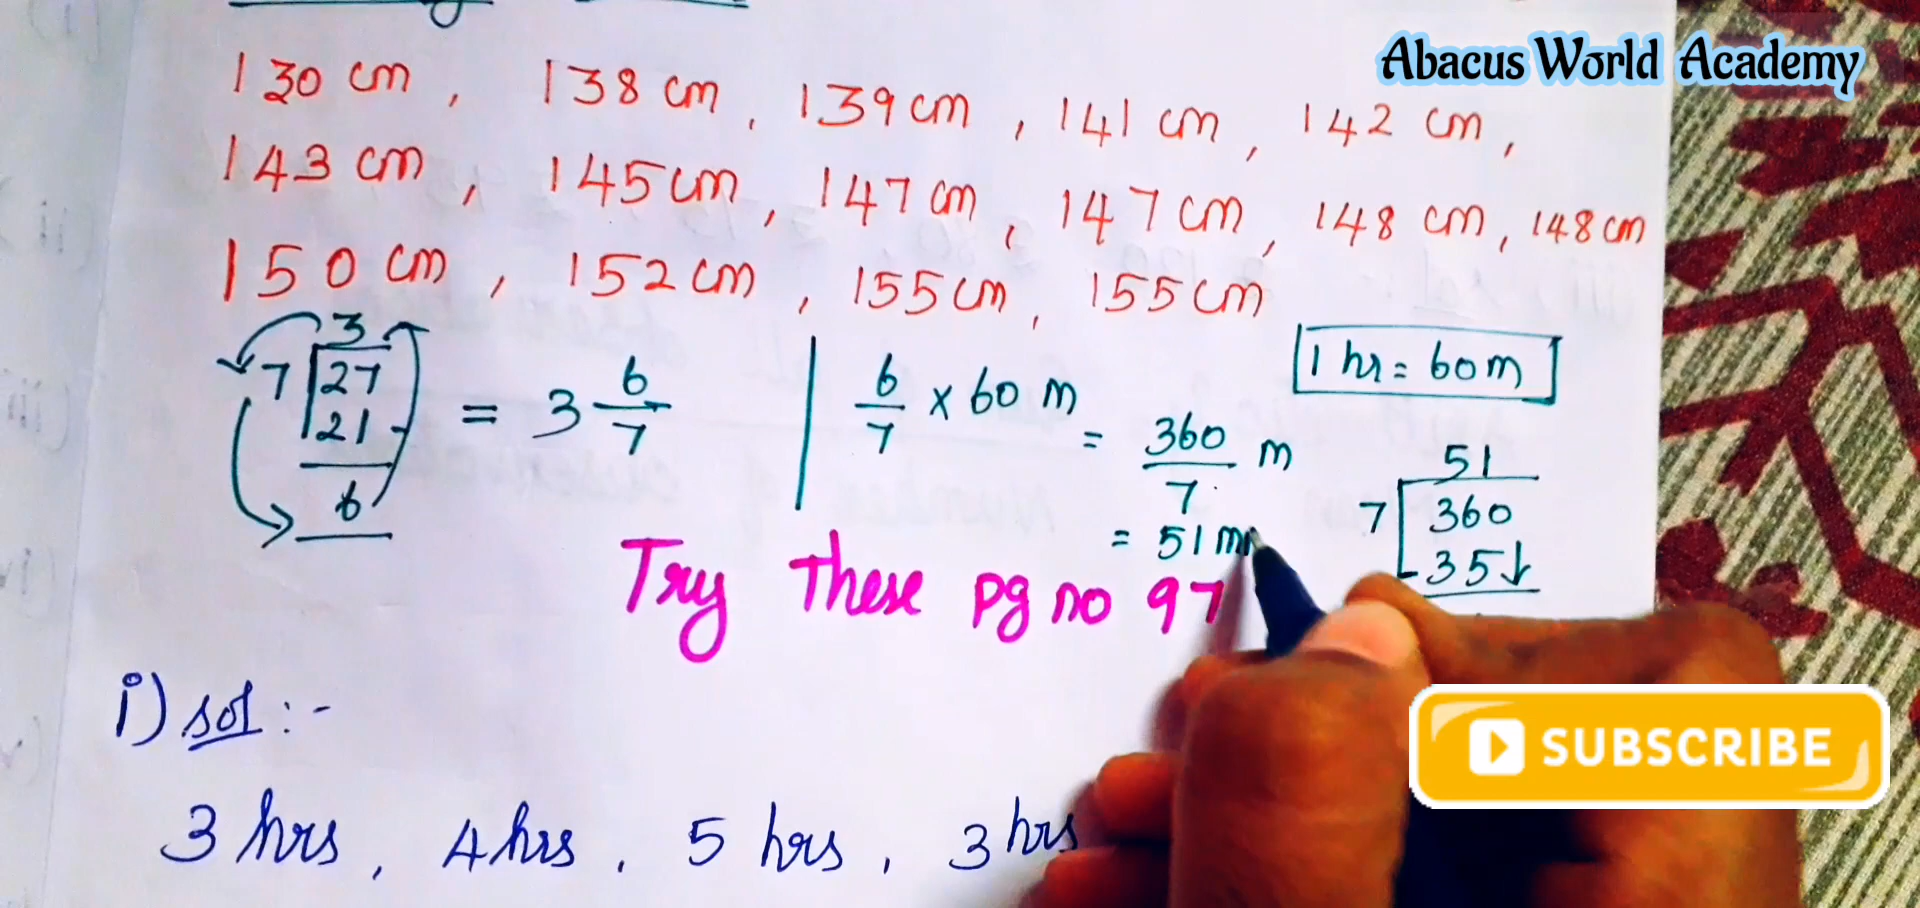 Abacus World Academy
130 cm, 138 cm, 139 cm, 141 cm, 142 cm,
143 cm, 145 cm, 147 cm, 147 cm, 148 cm, 148 cm
150 cm, 152 cm, 155 cm, 155 cm
3
7 27
21
6
= 3 6/7
6/7 × 60 m
= 360/7 m
= 51 m
1 hr = 60m
51
7 360
35↓
Try These pg no 97
i) sol :-
3 hrs, 4 hrs, 5 hrs, 3 hrs
SUBSCRIBE